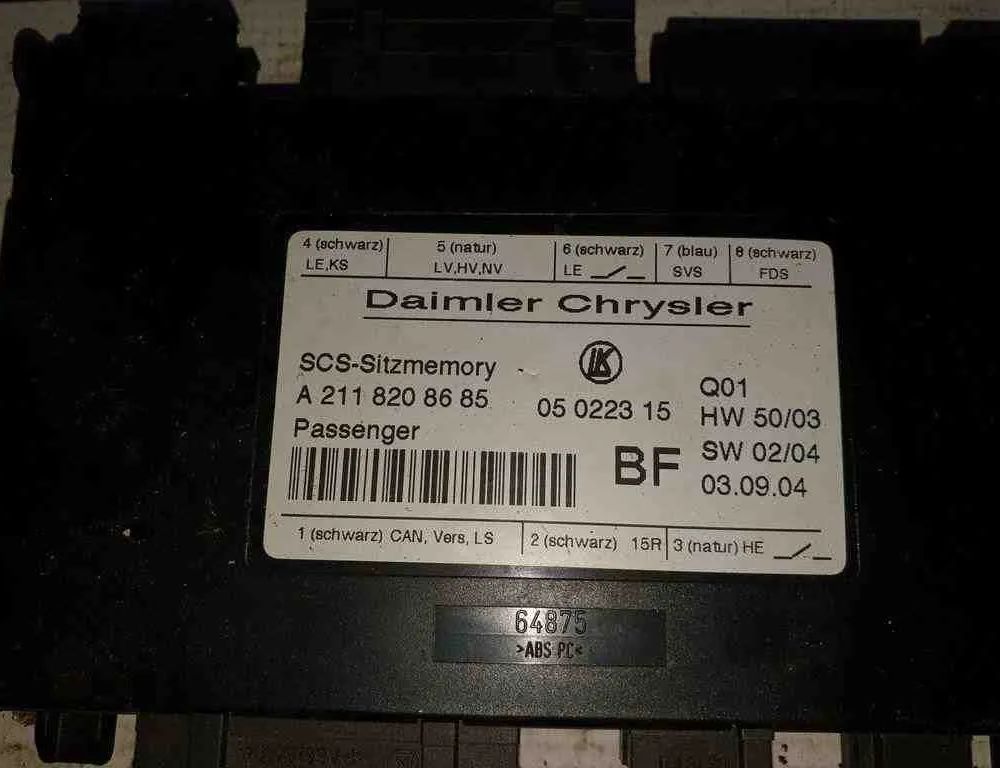 4 (schwarz) 5 (natur) 6 (schwarz) 7 (blau) 8 (schwarz)
LE,KS LV,HV,NV LE SVS FDS
Daimler Chrysler
SCS-Sitzmemory
A 211 820 86 85 05 0223 15
Passenger
Q01
HW 50/03
BF SW 02/04
03.09.04
1 (schwarz) CAN, Vers, LS 2 (schwarz) 15R 3 (natur) HE
64875
>ABS PC<